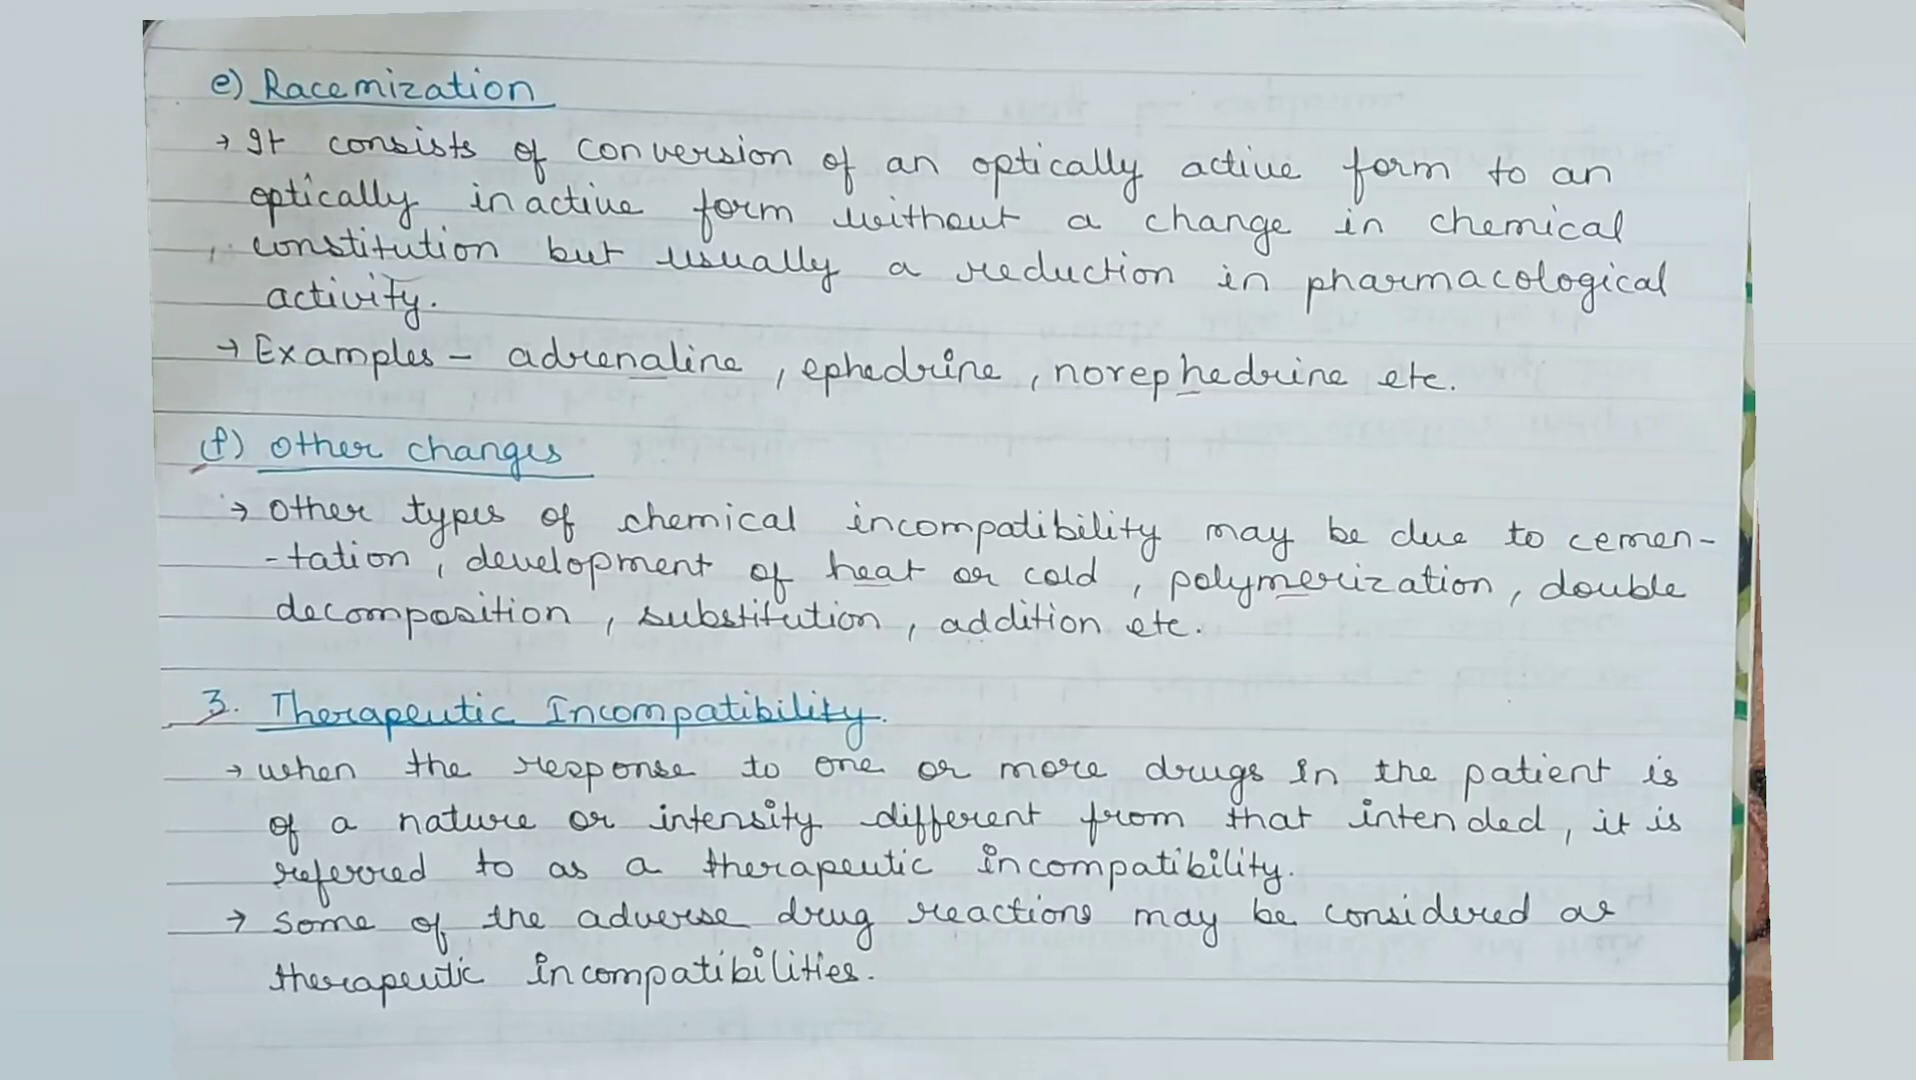 e) Racemization
→ It consists of conversion of an optically active form to an
optically inactive form without a change in chemical
constitution but usually a reduction in pharmacological
activity.
→ Examples - adrenaline, ephedrine, norephedrine etc.
(f) other changes
→ other types of chemical incompatibility may be due to cemen-
-tation, development of heat or cold, polymerization, double
decomposition, substitution, addition etc.
3. Therapeutic Incompatibility.
→ when the response to one or more drugs in the patient is
of a nature or intensity different from that intended, it is
referred to as a therapeutic incompatibility.
→ some of the adverse drug reactions may be considered as
therapeutic incompatibilities.